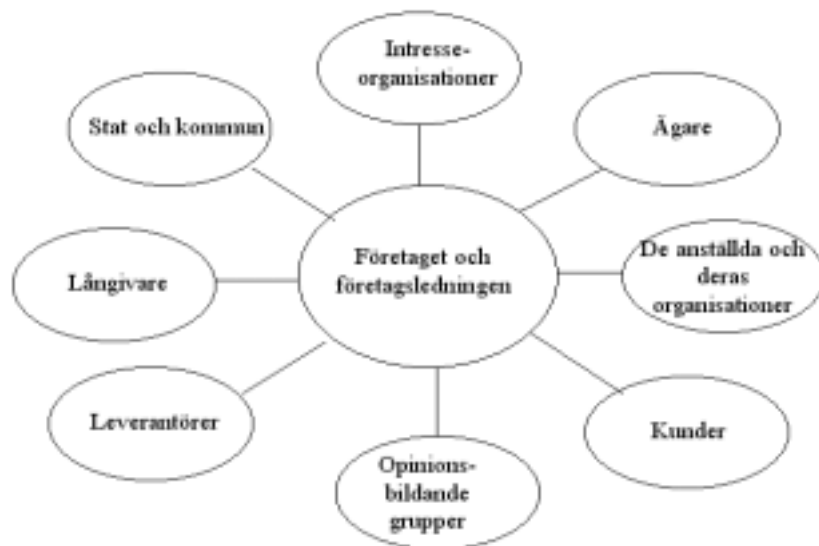 Intresse-
organisationer
Stat och kommun
Ägare
Företaget och
företagsledningen
De anställda och
deras
organisationer
Långivare
Leverantörer
Kunder
Opinions-
bildande
grupper